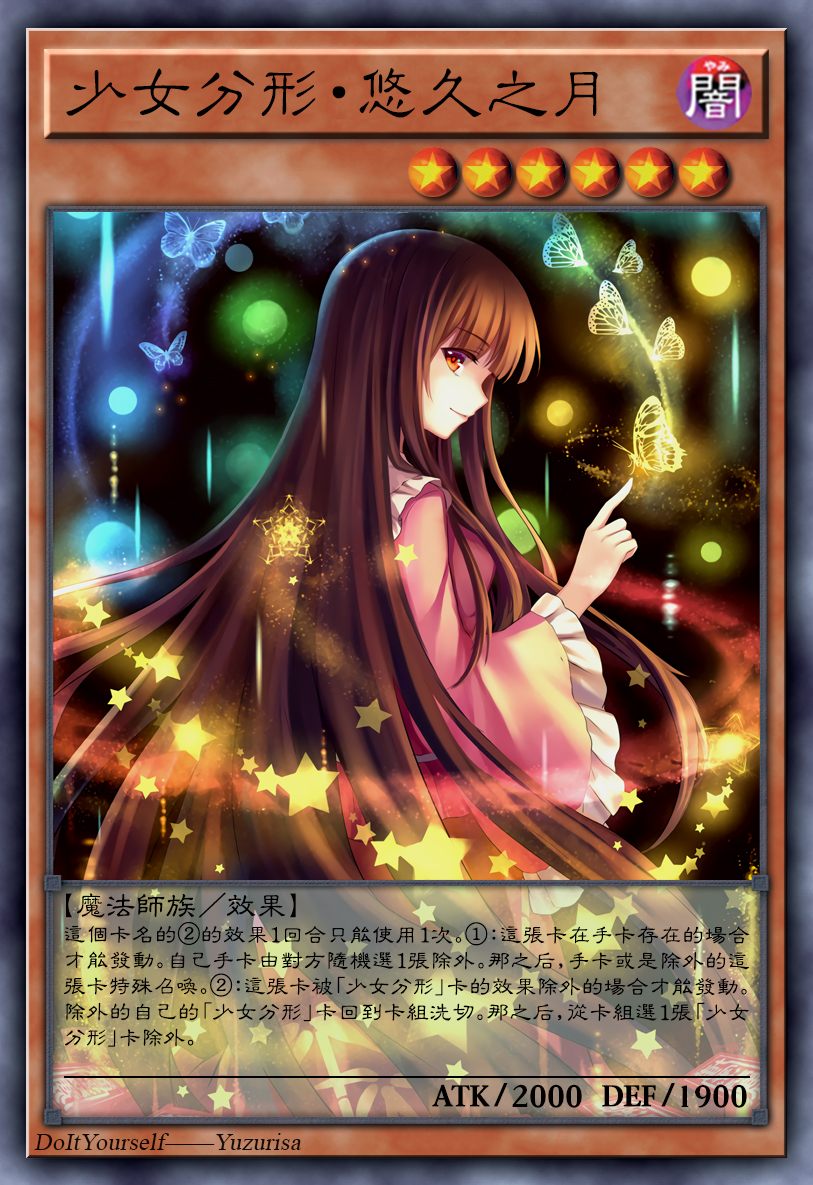 少女分形·悠久之月
やみ
闇
【魔法師族／效果】
這個卡名的②的效果1回合只能使用1次。①：這張卡在手卡存在的場合
才能發動。自己手卡由對方隨機選1張除外。那之后，手卡或是除外的這
張卡特殊召喚。②：這張卡被「少女分形」卡的效果除外的場合才能發動。
除外的自己的「少女分形」卡回到卡組洗切。那之后，從卡組選1張「少女
分形」卡除外。
ATK/2000 DEF/1900
DoItYourself——Yuzurisa